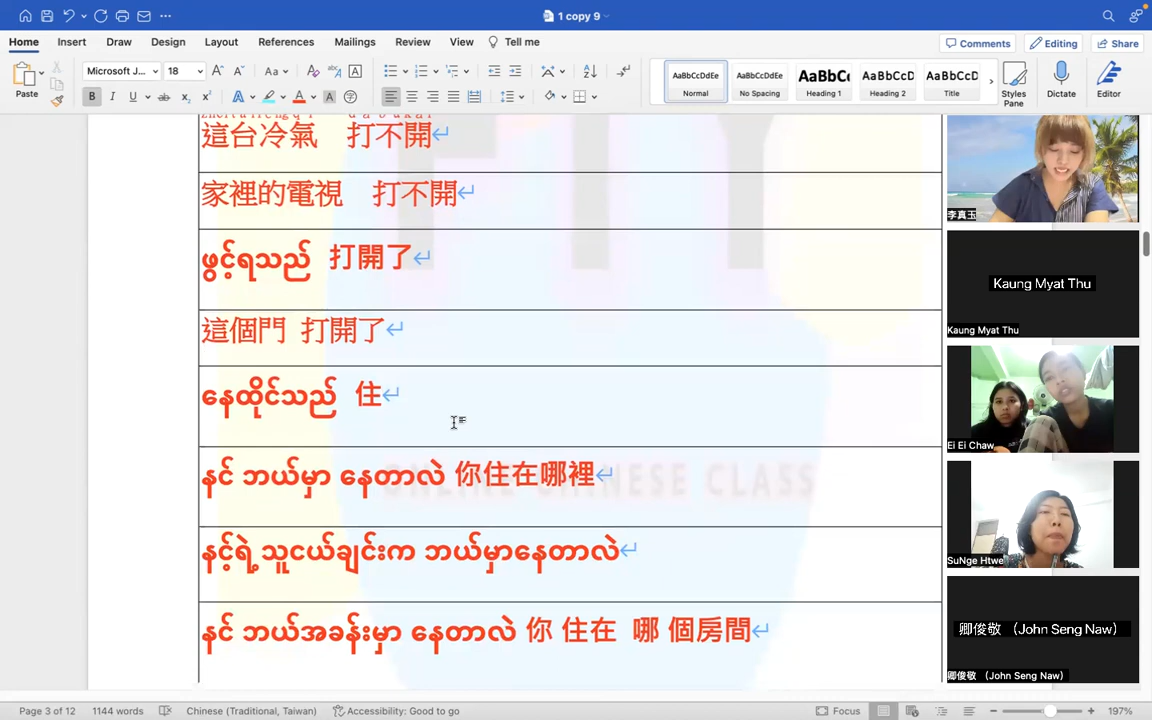 1 copy 9
Home Insert Draw Design Layout References Mailings Review View Tell me Comments Editing Share
Paste
Microsoft J... 18
AaBbCcDdEe Normal
AaBbCcDdEe No Spacing
AaBbCc Heading 1
AaBbCcD Heading 2
AaBbCcD Title
Styles Pane
Dictate
Editor
這台冷氣 打不開
家裡的電視 打不開
ဖွင့်ရသည် 打開了
這個門 打開了
နေထိုင်သည် 住
နင် ဘယ်မှာ နေတာလဲ 你住在哪裡
နင့်ရဲ့သူငယ်ချင်းက ဘယ်မှာနေတာလဲ
နင် ဘယ်အခန်းမှာ နေတာလဲ 你 住在 哪 個房間
ONLINE CHINESE CLASS
李真玉
Kaung Myat Thu
Kaung Myat Thu
Ei Ei Chaw
SuNge Htwe
卿俊敬 （John Seng Naw）
卿俊敬 （John Seng Naw）
Page 3 of 12 1144 words Chinese (Traditional, Taiwan) Accessibility: Good to go Focus 197%